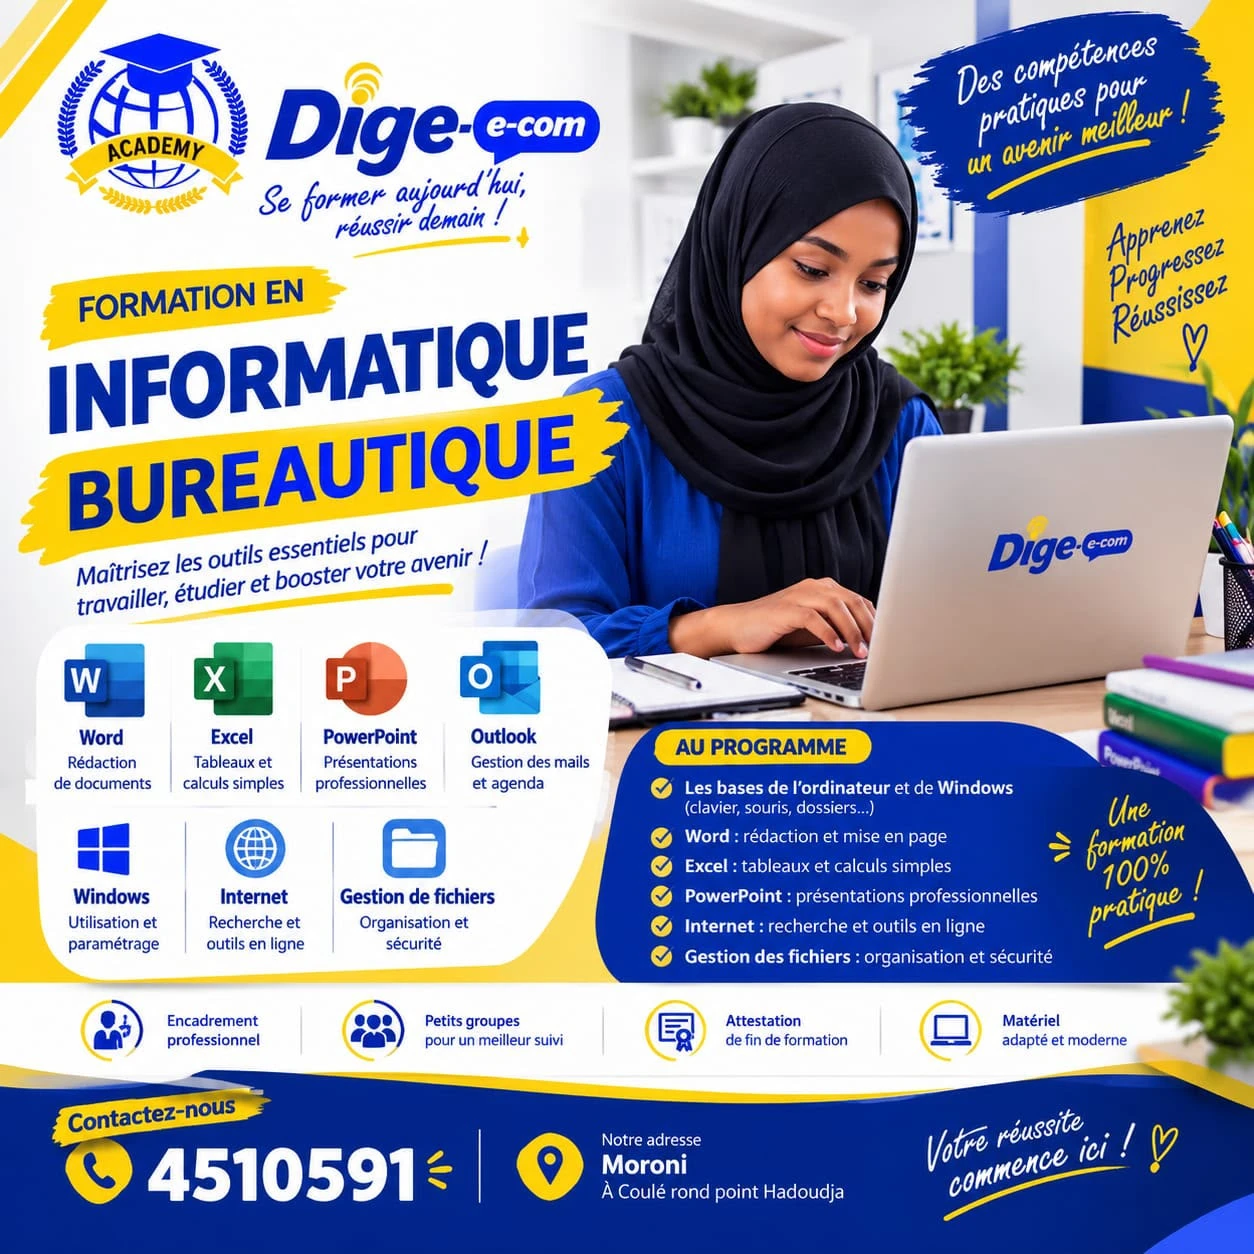 ACADEMY
Dige-e-com
Se former aujourd'hui,
réussir demain !
Des compétences
pratiques pour
un avenir meilleur !
Apprenez
Progressez
Réussissez
FORMATION EN
INFORMATIQUE
BUREAUTIQUE
Maîtrisez les outils essentiels pour
travailler, étudier et booster votre avenir !
Dige-e-com
W
Word
Rédaction
de documents
X
Excel
Tableaux et
calculs simples
P
PowerPoint
Présentations
professionnelles
O
Outlook
Gestion des mails
et agenda
Windows
Utilisation et
paramétrage
Internet
Recherche et
outils en ligne
Gestion de fichiers
Organisation et
sécurité
Excel
PowerPoint
AU PROGRAMME
Les bases de l'ordinateur et de Windows
(clavier, souris, dossiers...)
Word : rédaction et mise en page
Excel : tableaux et calculs simples
PowerPoint : présentations professionnelles
Internet : recherche et outils en ligne
Gestion des fichiers : organisation et sécurité
Une
formation
100%
pratique !
Encadrement
professionnel
Petits groupes
pour un meilleur suivi
Attestation
de fin de formation
Matériel
adapté et moderne
Contactez-nous
4510591
Notre adresse
Moroni
À Coulé rond point Hadoudja
Votre réussite
commence ici !